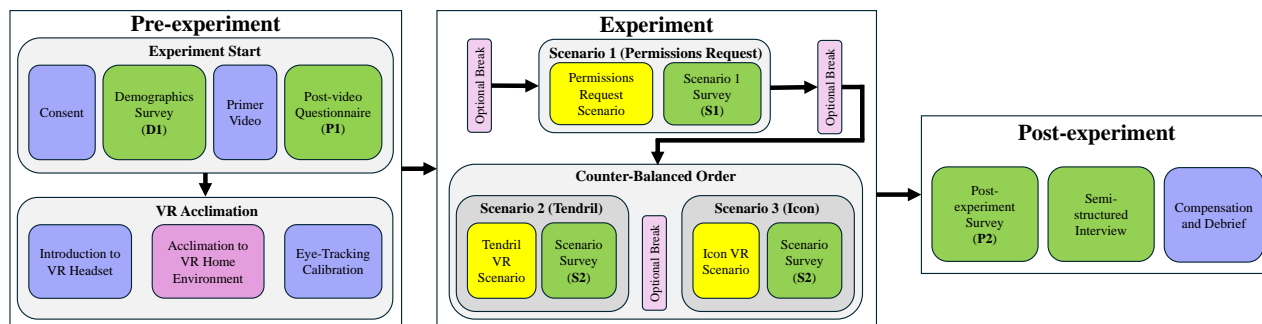 Pre-experiment
Experiment Start
Consent
Demographics
Survey
(D1)
Primer
Video
Post-video
Questionnaire
(P1)
VR Acclimation
Introduction to
VR Headset
Acclimation to
VR Home
Environment
Eye-Tracking
Calibration
Experiment
Optional Break
Scenario 1 (Permissions Request)
Permissions
Request
Scenario
Scenario 1
Survey
(S1)
Optional Break
Counter-Balanced Order
Scenario 2 (Tendril)
Tendril
VR
Scenario
Scenario
Survey
(S2)
Optional Break
Scenario 3 (Icon)
Icon VR
Scenario
Scenario
Survey
(S2)
Post-experiment
Post-
experiment
Survey
(P2)
Semi-
structured
Interview
Compensation
and Debrief